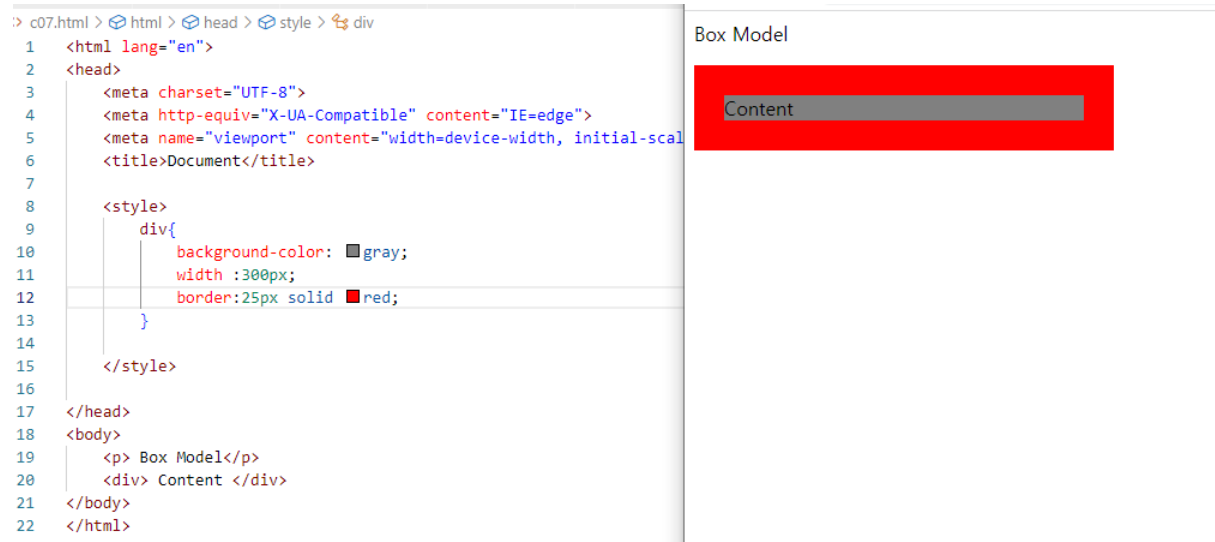 c07.html > html > head > style > div
1 <html lang="en">
2 <head>
3 <meta charset="UTF-8">
4 <meta http-equiv="X-UA-Compatible" content="IE=edge">
5 <meta name="viewport" content="width=device-width, initial-scal
6 <title>Document</title>
7
8 <style>
9 div{
10 background-color: gray;
11 width :300px;
12 border:25px solid red;
13 }
14
15 </style>
16
17 </head>
18 <body>
19 <p> Box Model</p>
20 <div> Content </div>
21 </body>
22 </html>
Box Model
Content